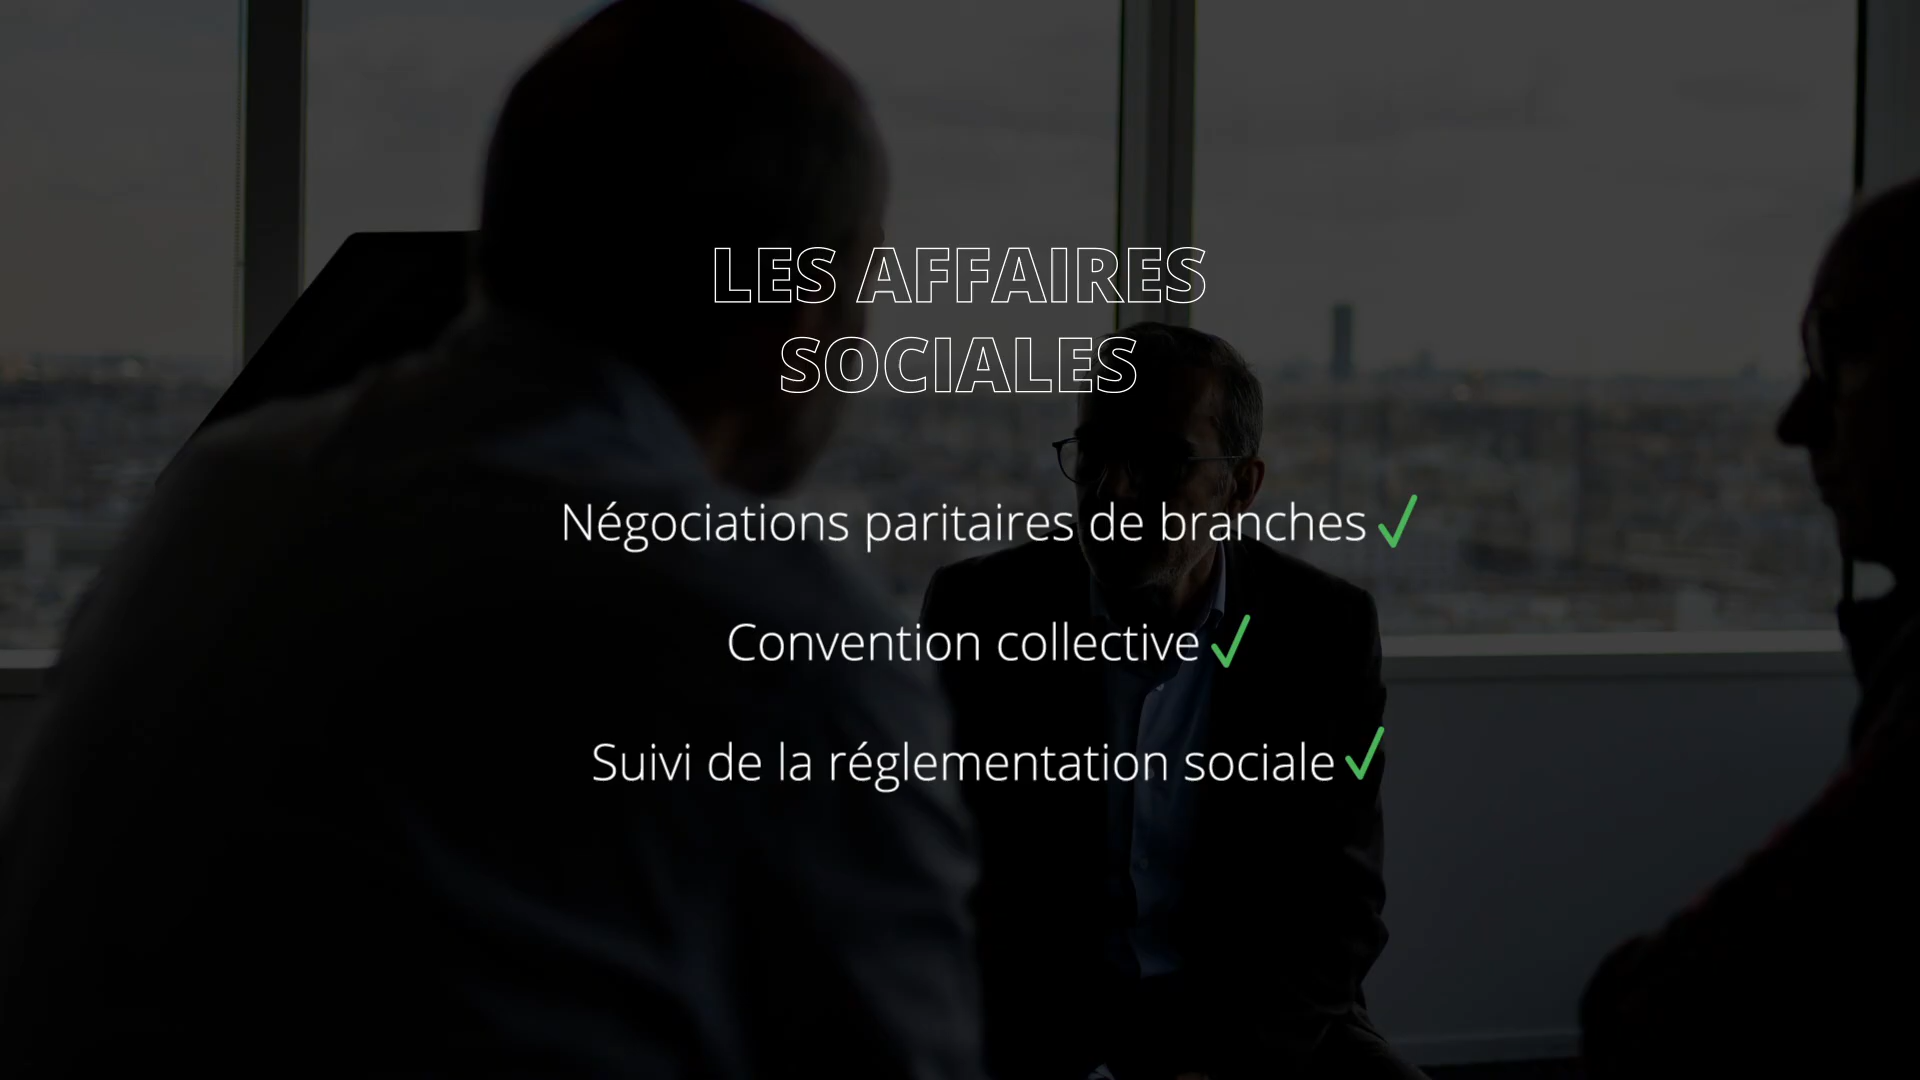 LES AFFAIRES
SOCIALES
Négociations paritaires de branches
Convention collective
Suivi de la réglementation sociale